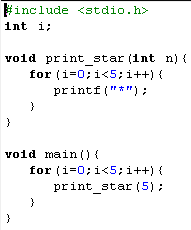 #include <stdio.h>
int i;
void print_star(int n){
for(i=0;i<5;i++){
printf("*");
}
}
void main(){
for(i=0;i<5;i++){
print_star(5);
}
}